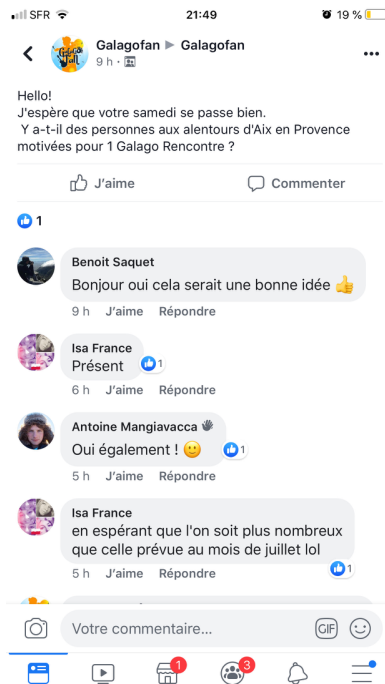 SFR 21:49 19 %
Galagofan ▶ Galagofan
9 h ·
Hello!
J'espère que votre samedi se passe bien.
Y a-t-il des personnes aux alentours d'Aix en Provence
motivées pour 1 Galago Rencontre ?
J'aime Commenter
1
Benoit Saquet
Bonjour oui cela serait une bonne idée 👍
9 h J'aime Répondre
Isa France
Présent
1
6 h J'aime Répondre
Antoine Mangiavacca
Oui également ! 🙂
1
5 h J'aime Répondre
Isa France
en espérant que l'on soit plus nombreux
que celle prévue au mois de juillet lol
1
5 h J'aime Répondre
Votre commentaire... GIF
1 3